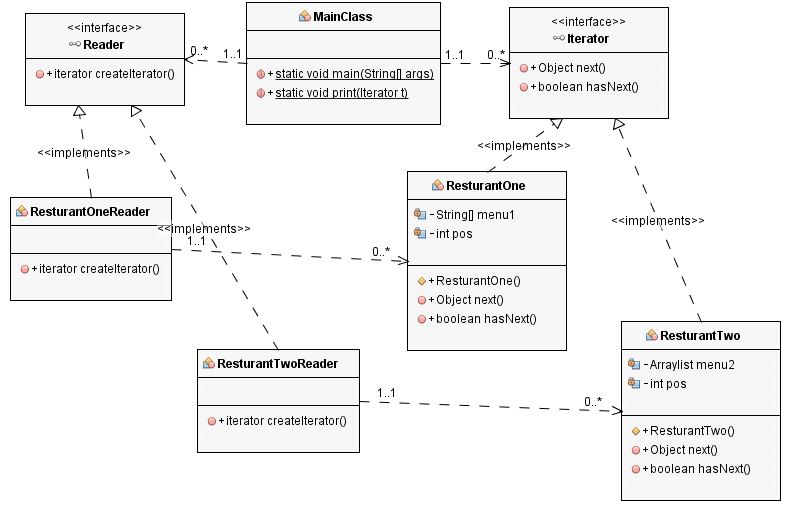 <<interface>>
Reader
+ iterator createIterator()
MainClass
+ static void main(String[] args)
+ static void print(Iterator t)
<<interface>>
Iterator
+ Object next()
+ boolean hasNext()
0..*
1..1
1..1
0..*
<<implements>>
<<implements>>
<<implements>>
<<implements>>
ResturantOneReader
+ iterator createIterator()
1..1
0..*
ResturantOne
- String[] menu1
- int pos
+ ResturantOne()
+ Object next()
+ boolean hasNext()
ResturantTwoReader
+ iterator createIterator()
1..1
0..*
ResturantTwo
- Arraylist menu2
- int pos
+ ResturantTwo()
+ Object next()
+ boolean hasNext()